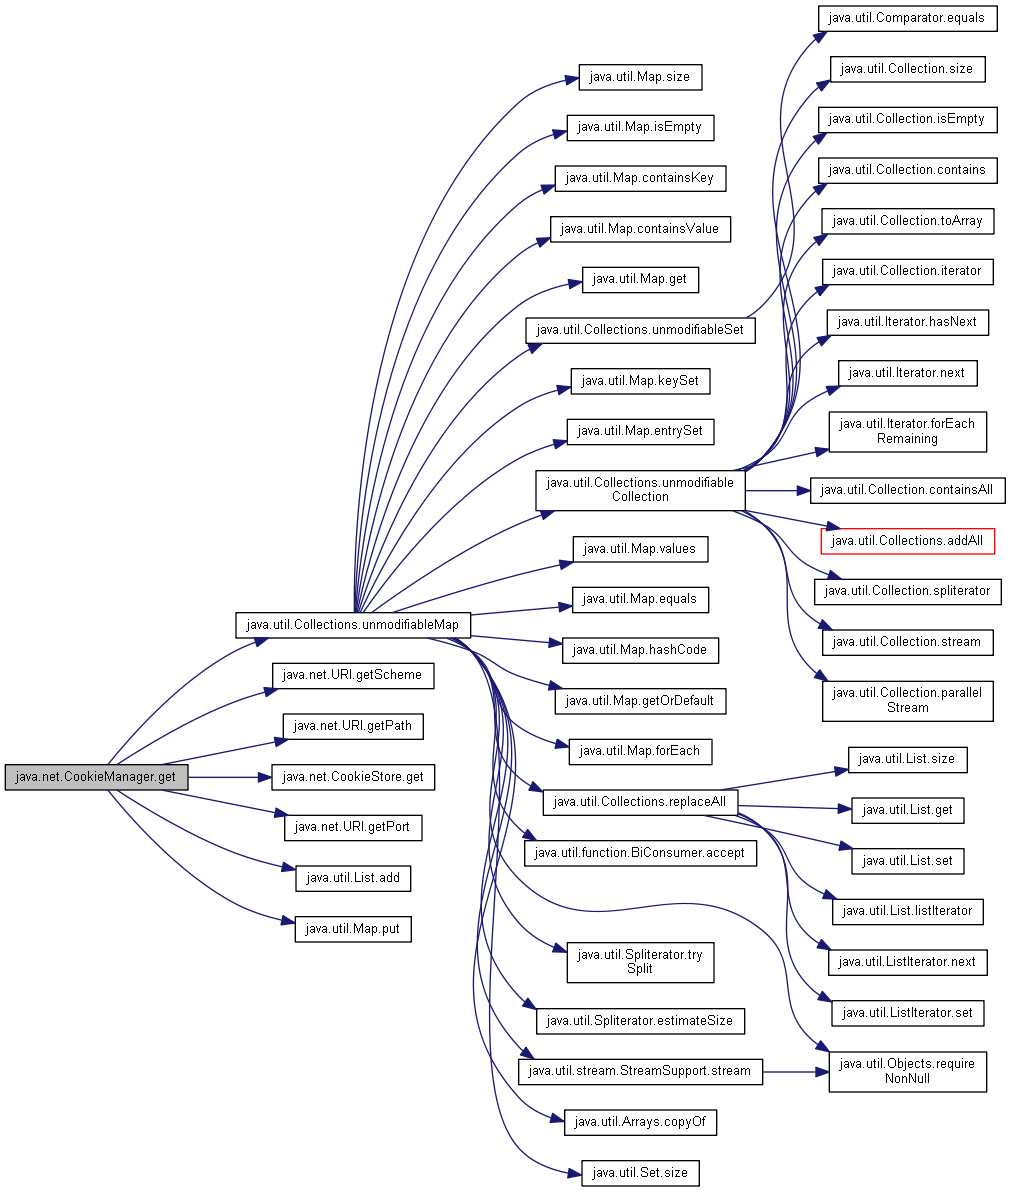 java.net.CookieManager.get
java.util.Collections.unmodifiableMap
java.net.URI.getScheme
java.net.URI.getPath
java.net.CookieStore.get
java.net.URI.getPort
java.util.List.add
java.util.Map.put
java.util.Map.size
java.util.Map.isEmpty
java.util.Map.containsKey
java.util.Map.containsValue
java.util.Map.get
java.util.Collections.unmodifiableSet
java.util.Map.keySet
java.util.Map.entrySet
java.util.Collections.unmodifiable
Collection
java.util.Map.values
java.util.Map.equals
java.util.Map.hashCode
java.util.Map.getOrDefault
java.util.Map.forEach
java.util.Collections.replaceAll
java.util.function.BiConsumer.accept
java.util.Spliterator.try
Split
java.util.Spliterator.estimateSize
java.util.stream.StreamSupport.stream
java.util.Arrays.copyOf
java.util.Set.size
java.util.Comparator.equals
java.util.Collection.size
java.util.Collection.isEmpty
java.util.Collection.contains
java.util.Collection.toArray
java.util.Collection.iterator
java.util.Iterator.hasNext
java.util.Iterator.next
java.util.Iterator.forEach
Remaining
java.util.Collection.containsAll
java.util.Collections.addAll
java.util.Collection.spliterator
java.util.Collection.stream
java.util.Collection.parallel
Stream
java.util.List.size
java.util.List.get
java.util.List.set
java.util.List.listIterator
java.util.ListIterator.next
java.util.ListIterator.set
java.util.Objects.require
NonNull